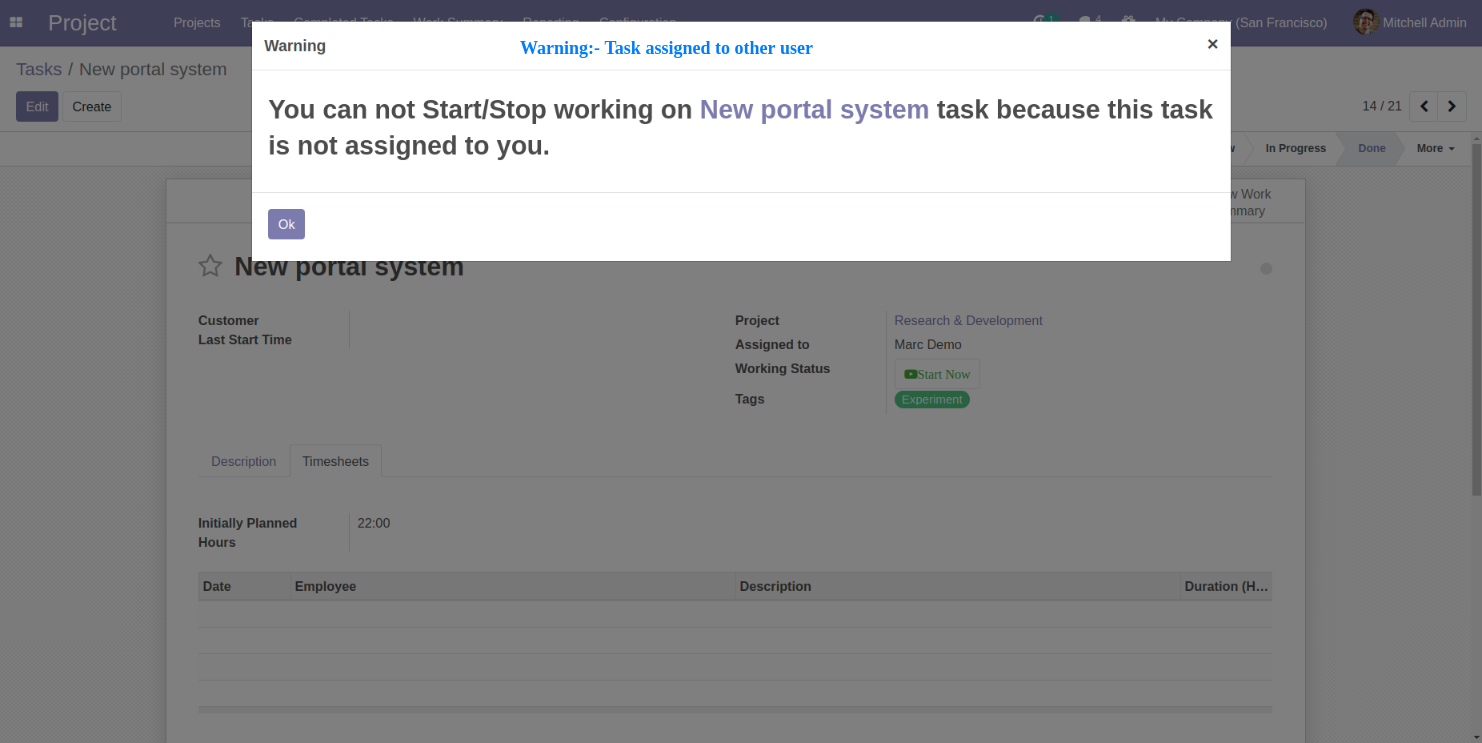 Project
Projects
Completed Tasks
Work Summary
Reporting
Configuration
1
4
My Company (San Francisco)
Mitchell Admin
Warning
Warning:- Task assigned to other user
×
Tasks / New portal system
Edit
Create
14 / 21
You can not Start/Stop working on New portal system task because this task
is not assigned to you.
In Progress
Done
More
Ok
New portal system
Customer
Last Start Time
Project
Research & Development
Assigned to
Marc Demo
Working Status
Start Now
Tags
Experiment
Description
Timesheets
Initially Planned
Hours
22:00
Date
Employee
Description
Duration (H...